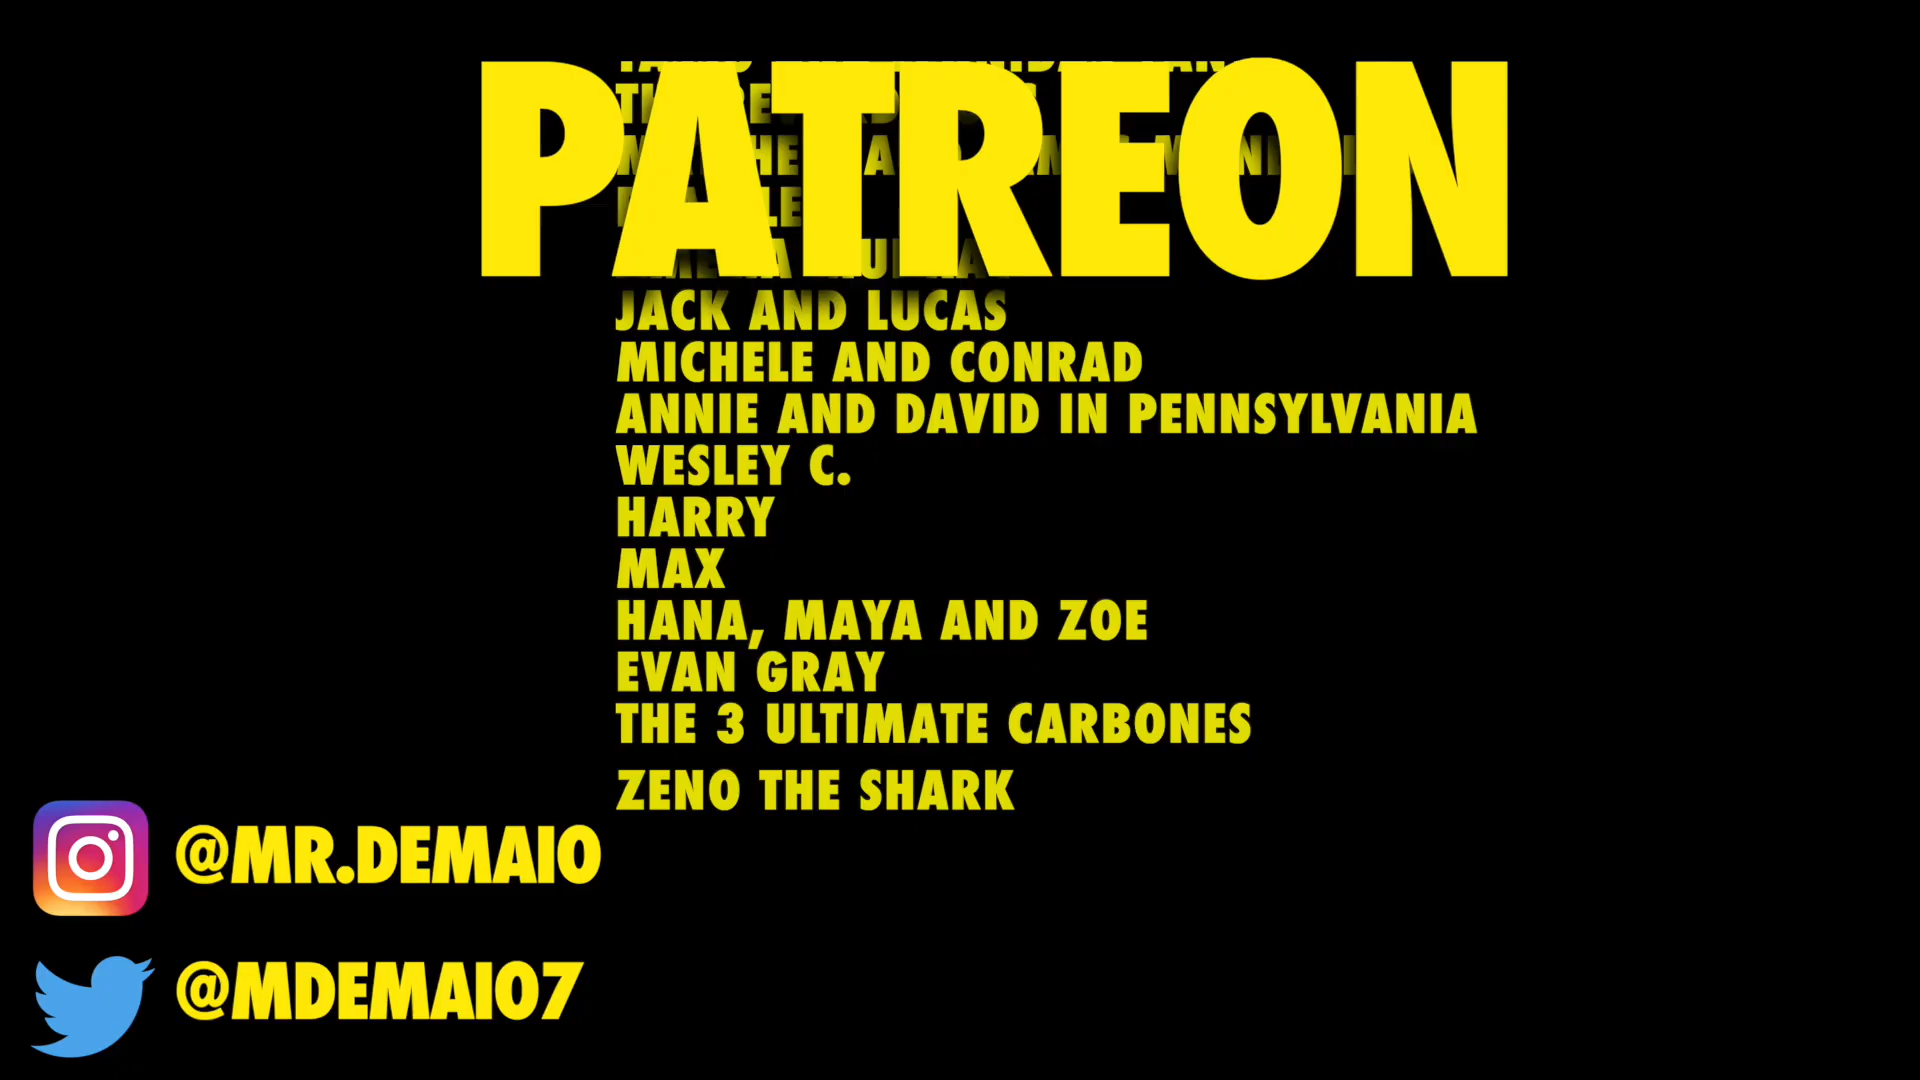 PATREON
JACK AND LUCAS
MICHELE AND CONRAD
ANNIE AND DAVID IN PENNSYLVANIA
WESLEY C.
HARRY
MAX
HANA, MAYA AND ZOE
EVAN GRAY
THE 3 ULTIMATE CARBONES
ZENO THE SHARK
@MR.DEMAIO
@MDEMAIO7